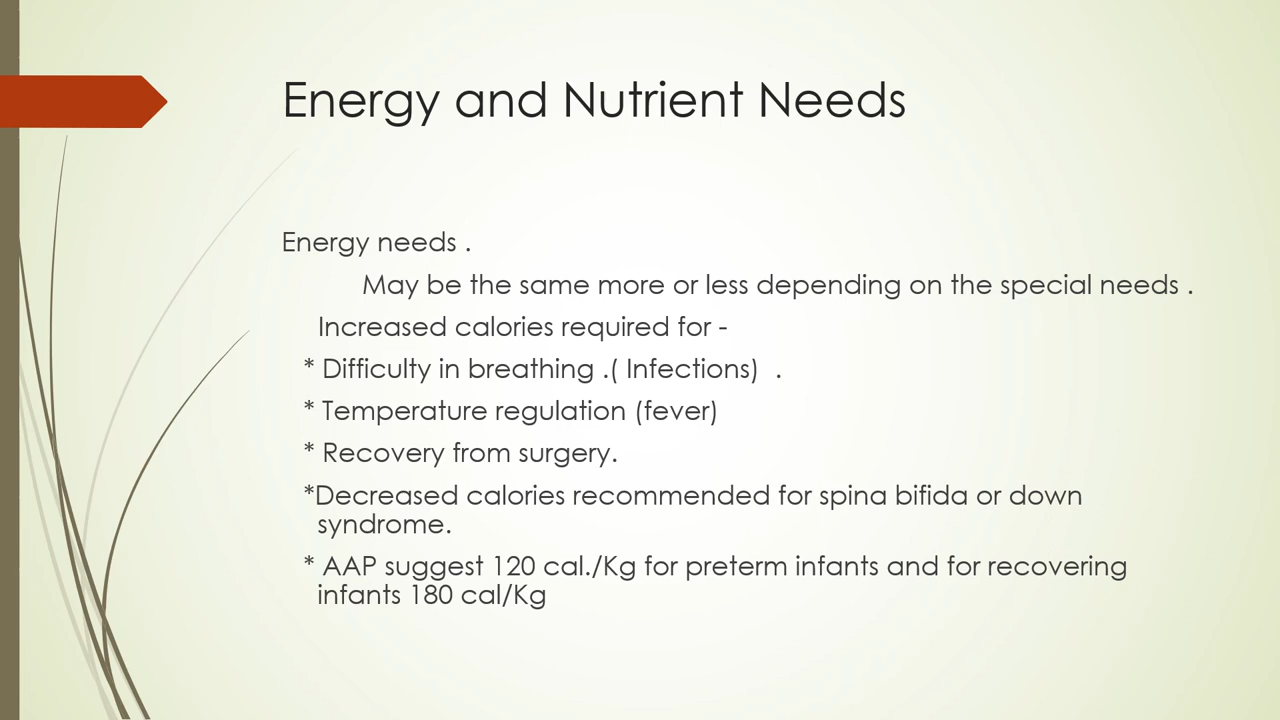 Energy and Nutrient Needs
Energy needs .
May be the same more or less depending on the special needs .
Increased calories required for -
* Difficulty in breathing .( Infections)  .
* Temperature regulation (fever)
* Recovery from surgery.
*Decreased calories recommended for spina bifida or down
syndrome.
* AAP suggest 120 cal./Kg for preterm infants and for recovering
infants 180 cal/Kg